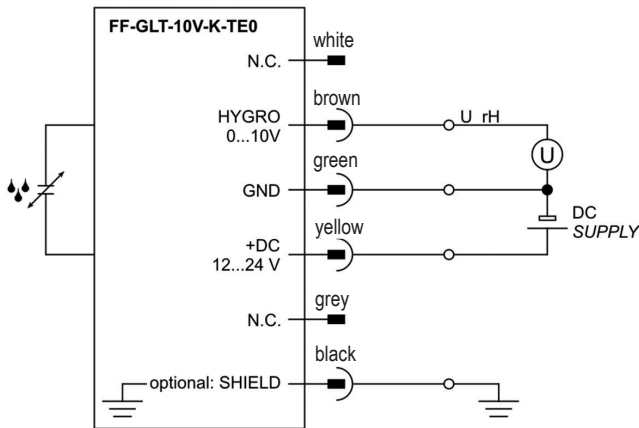 FF-GLT-10V-K-TE0
white
N.C.
brown
HYGRO
0...10V
U rH
U
green
GND
DC
SUPPLY
yellow
+DC
12...24 V
grey
N.C.
black
optional: SHIELD